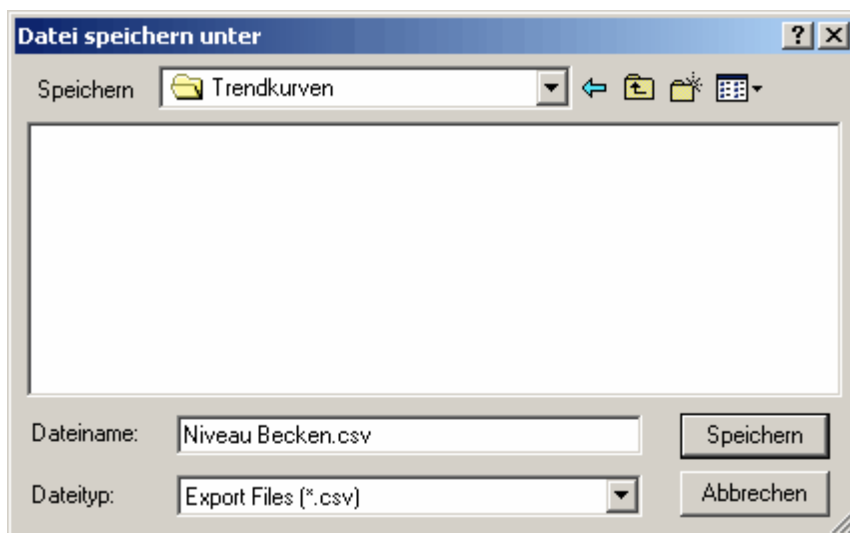 Datei speichern unter
Speichern Trendkurven
Dateiname: Niveau Becken.csv Speichern
Dateityp: Export Files (*.csv) Abbrechen